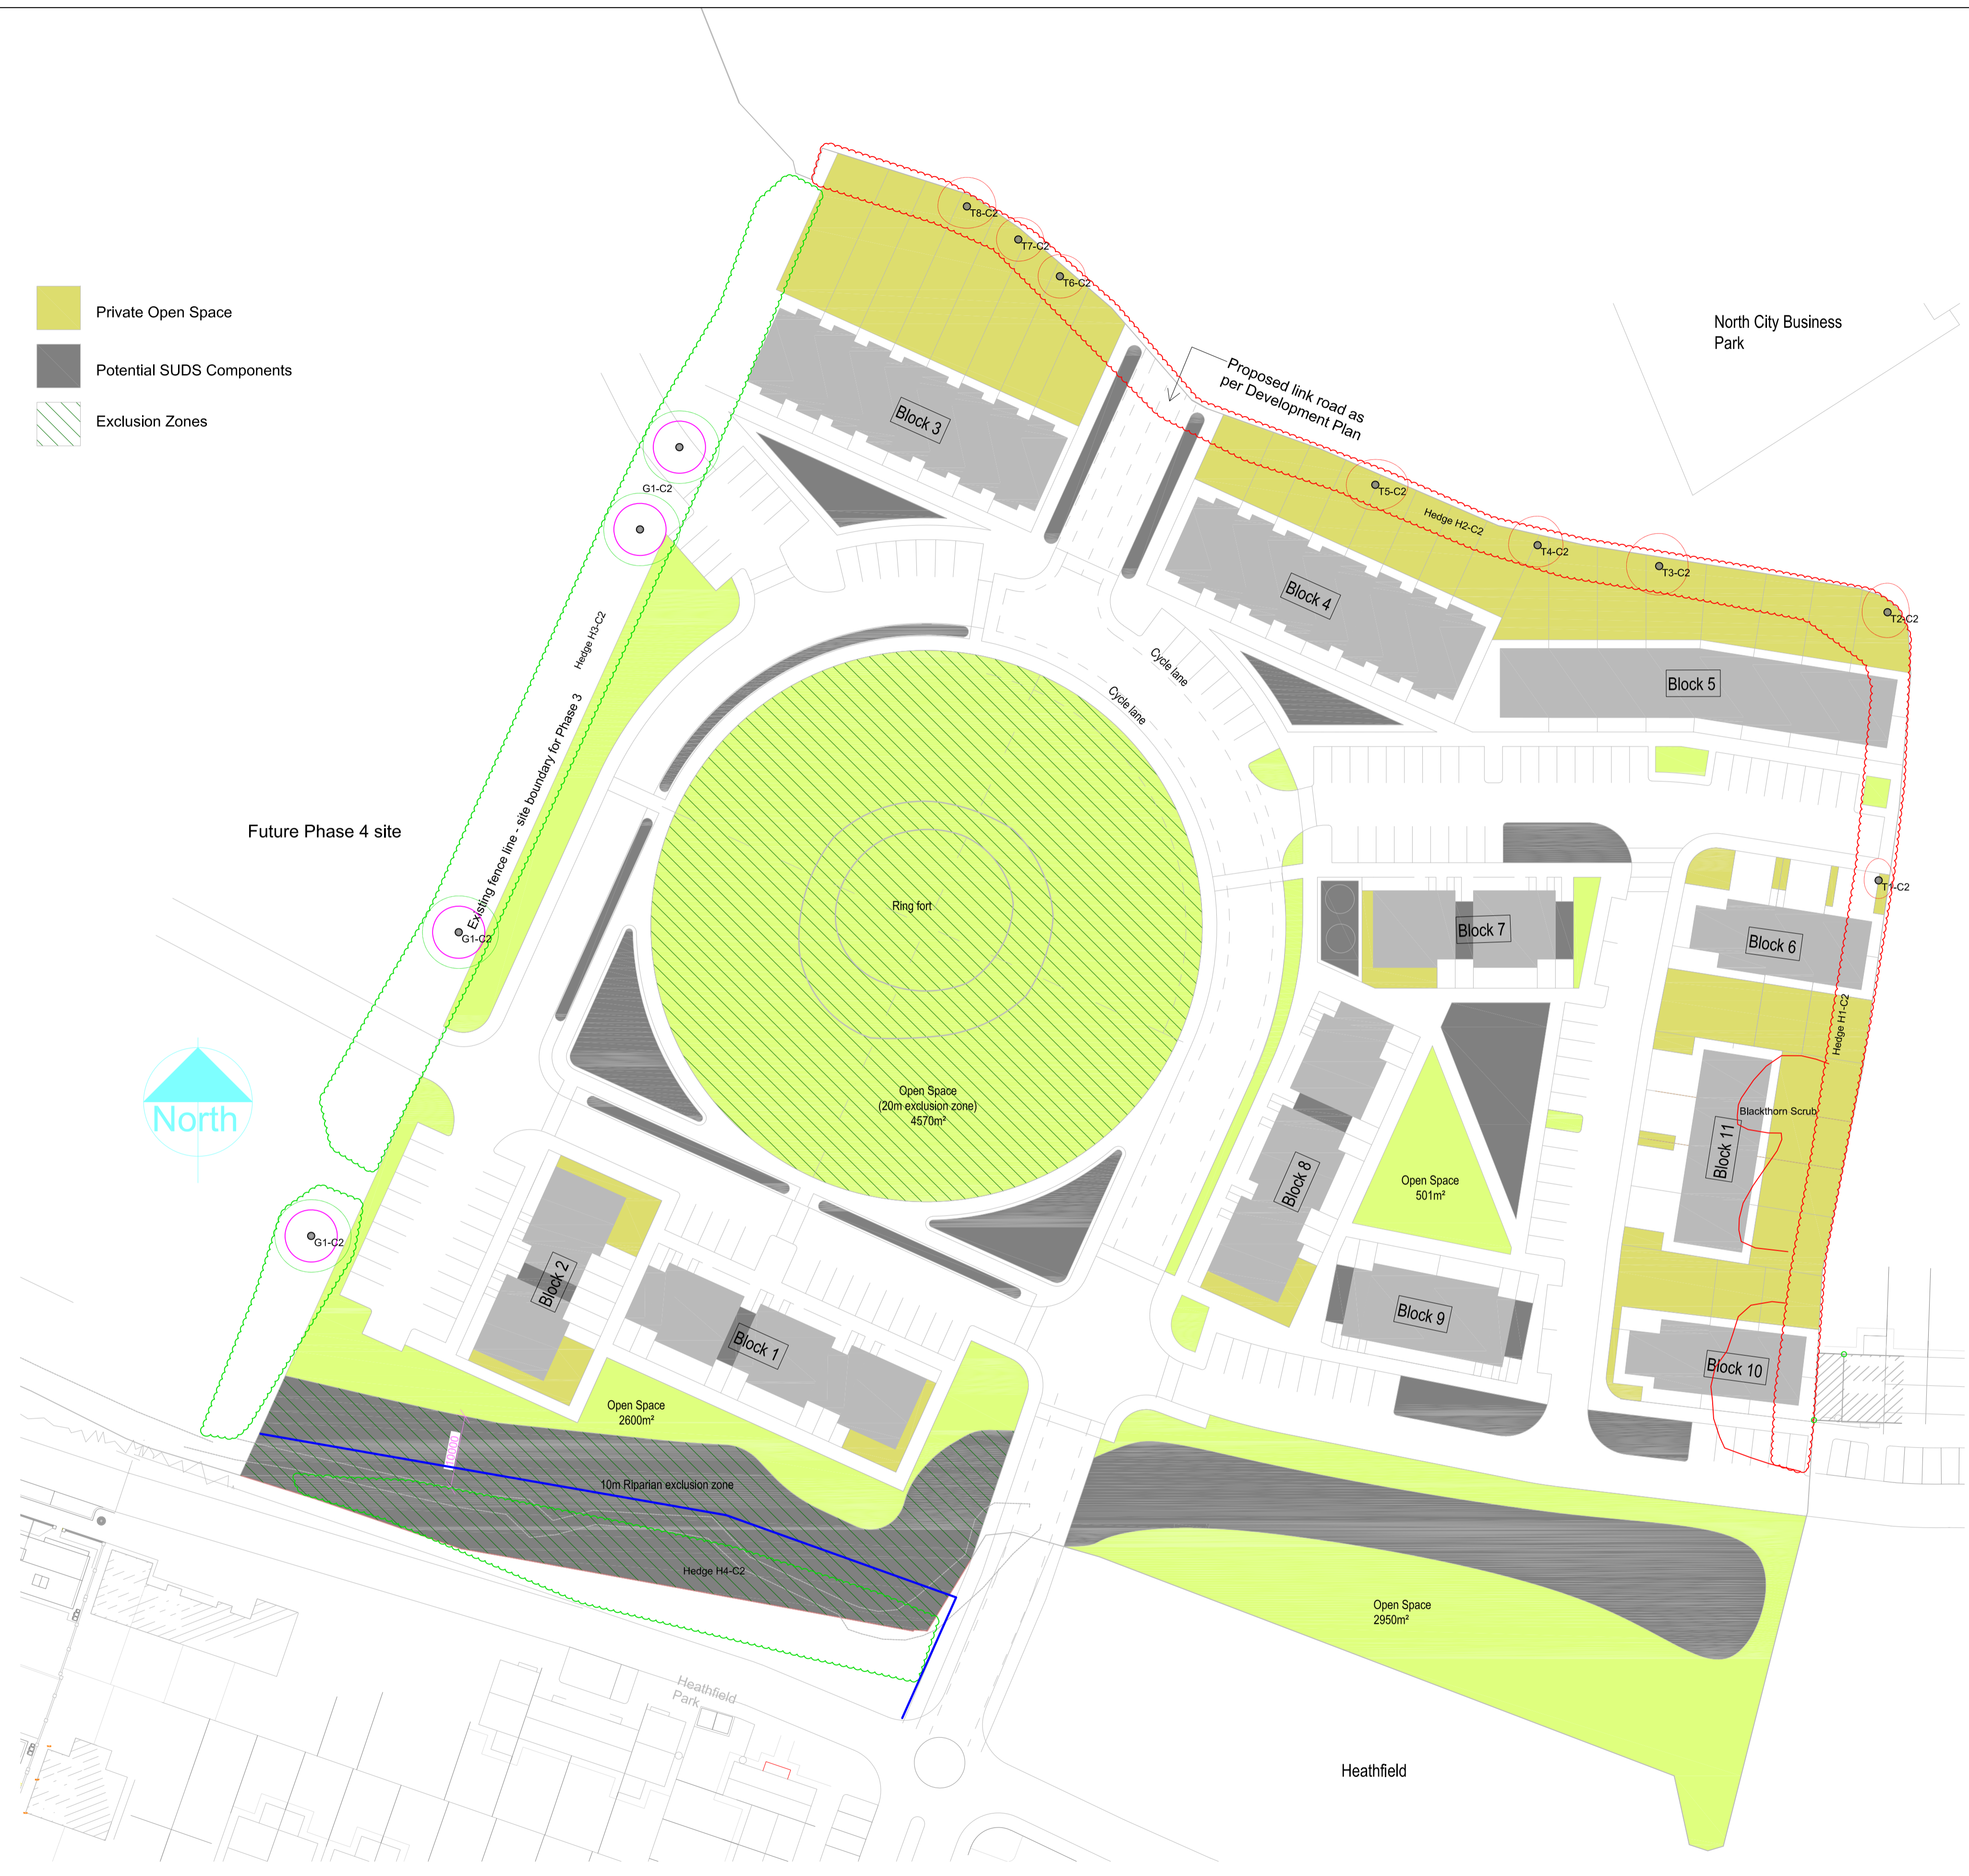 Private Open Space
Potential SUDS Components
Exclusion Zones
T8-C2
T7-C2
T6-C2
North City Business
Park
Proposed link road as
per Development Plan
Block 3
G1-C2
T5-C2
Hedge H2-C2
T4-C2
T3-C2
T2-C2
Block 4
Block 5
Hedge H3-C2
Cycle lane
Cycle lane
Existing fence line - site boundary for Phase 3
Future Phase 4 site
G1-C2
Ring fort
T1-C2
Block 7
Block 6
Hedge H1-C2
North
Open Space
(20m exclusion zone)
4570m²
Blackthorn Scrub
Block 11
Block 8
Open Space
501m²
G1-C2
Block 2
Block 1
Block 9
Block 10
Open Space
2600m²
10000
10m Riparian exclusion zone
Hedge H4-C2
Open Space
2950m²
Heathfield
Park
Heathfield